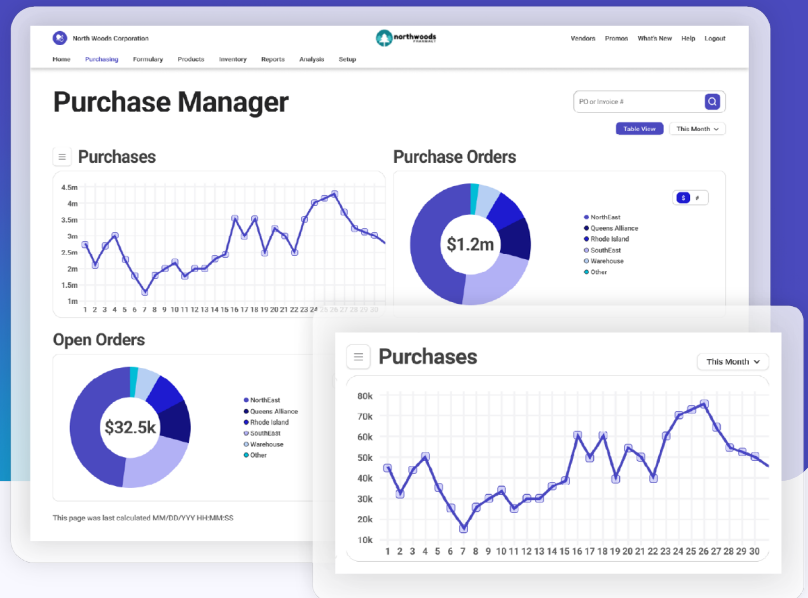 North Woods Corporation
northwoods
PHARMACY
Vendors Promos What's New Help Logout
Home Purchasing Formulary Products Inventory Reports Analysis Setup
Purchase Manager
PO or Invoice #
Table View This Month
Purchases
4.5m
4m
3.5m
3m
2.5m
2m
1.5m
1m
1 2 3 4 5 6 7 8 9 10 11 12 13 14 15 16 17 18 19 20 21 22 23 24 25 26 27 28 29 30
Purchase Orders
$ #
$1.2m
NorthEast
Queens Alliance
Rhode Island
SouthEast
Warehouse
Other
Open Orders
$32.5k
NorthEast
Queens Alliance
Rhode Island
SouthEast
Warehouse
Other
This page was last calculated MM/DD/YYY HH:MM:SS
Purchases
This Month
80k
70k
60k
50k
40k
30k
20k
10k
1 2 3 4 5 6 7 8 9 10 11 12 13 14 15 16 17 18 19 20 21 22 23 24 25 26 27 28 29 30